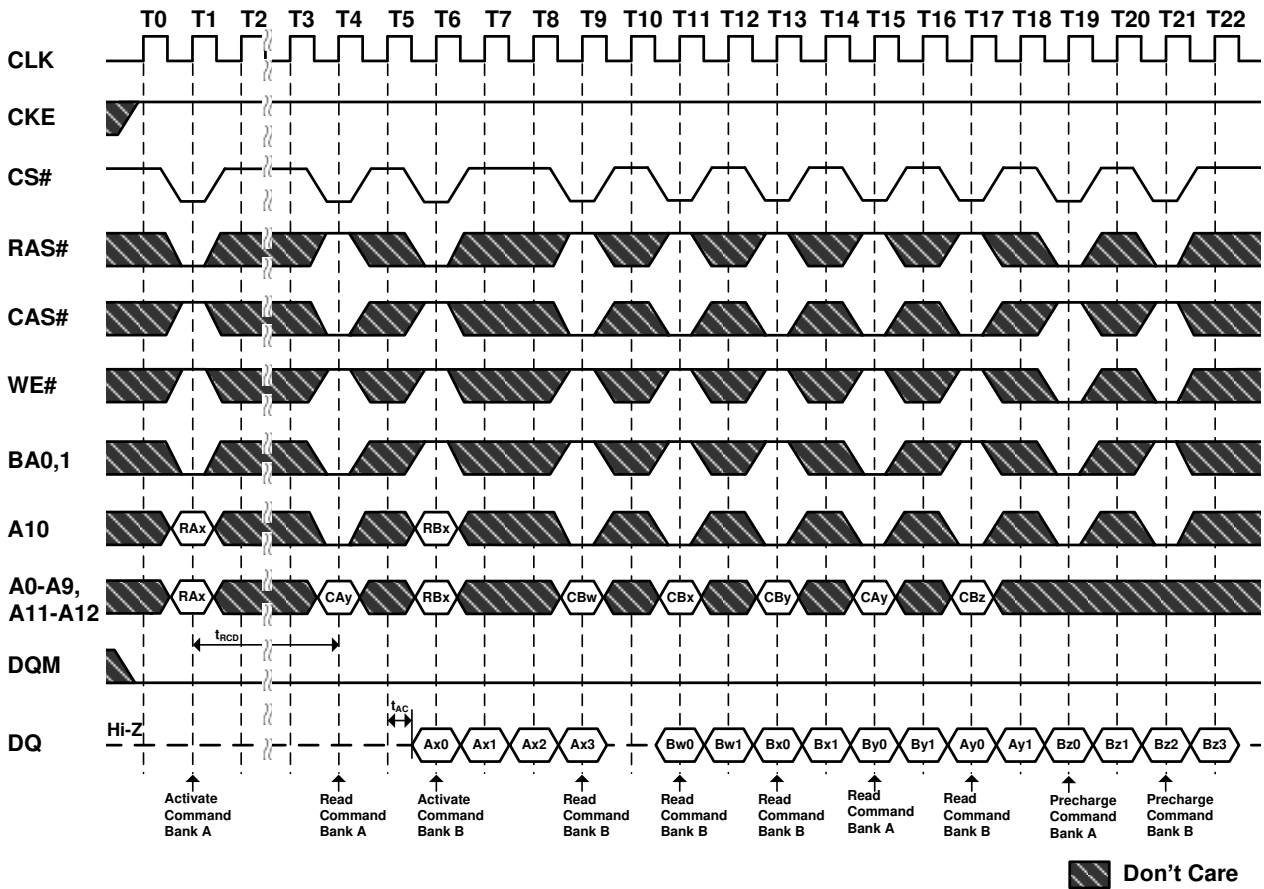 T0 T1 T2 T3 T4 T5 T6 T7 T8 T9 T10 T11 T12 T13 T14 T15 T16 T17 T18 T19 T20 T21 T22
CLK
CKE
CS#
RAS#
CAS#
WE#
BA0,1
A10 RAx RBx
A0-A9,
A11-A12 RAx CAy RBx CBw CBx CBy CAy CBz
tRCD
DQM
tAC
Hi-Z
DQ Ax0 Ax1 Ax2 Ax3 Bw0 Bw1 Bx0 Bx1 By0 By1 Ay0 Ay1 Bz0 Bz1 Bz2 Bz3
Activate
Command
Bank A
Read
Command
Bank A
Activate
Command
Bank B
Read
Command
Bank B
Read
Command
Bank B
Read
Command
Bank B
Read
Command
Bank A
Read
Command
Bank B
Precharge
Command
Bank A
Precharge
Command
Bank B
Don't Care